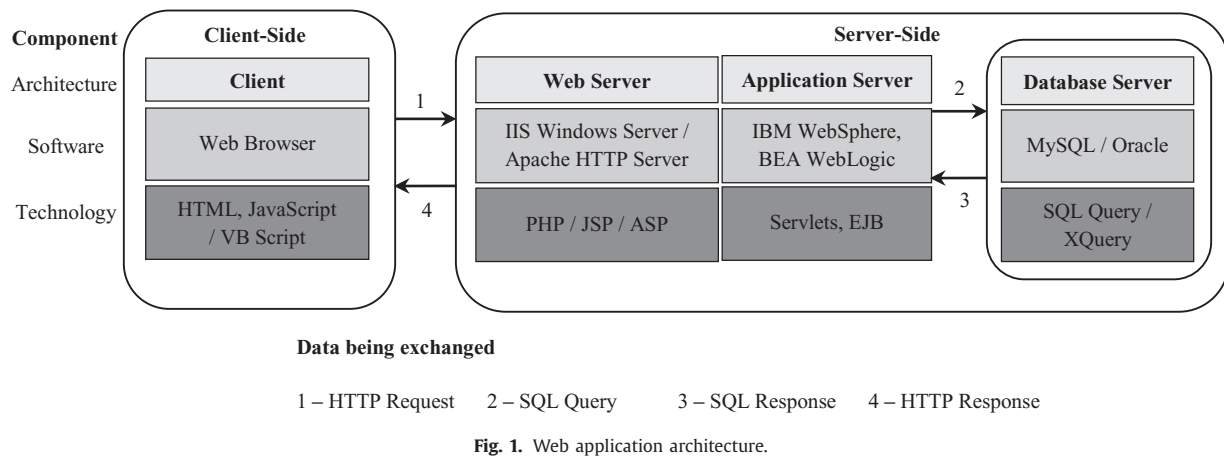 Component
Client-Side
Server-Side
Architecture
Client
Web Server
Application Server
Database Server
1
2
Software
Web Browser
IIS Windows Server /
Apache HTTP Server
IBM WebSphere,
BEA WebLogic
MySQL / Oracle
4
3
Technology
HTML, JavaScript
/ VB Script
PHP / JSP / ASP
Servlets, EJB
SQL Query /
XQuery
Data being exchanged
1 – HTTP Request 2 – SQL Query 3 – SQL Response 4 – HTTP Response
Fig. 1. Web application architecture.